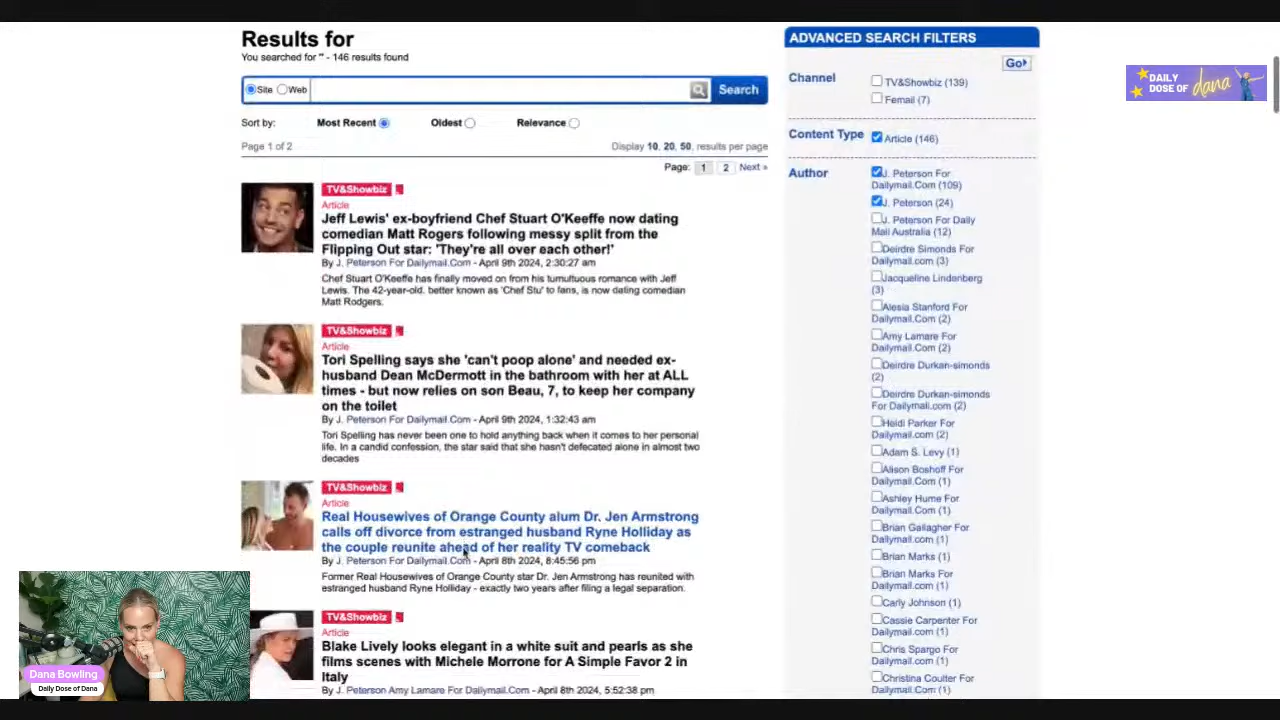 Results for
You searched for '' - 146 results found
Site Web Search
Sort by: Most Recent Oldest Relevance
Page 1 of 2 Display 10, 20, 50, results per page
Page: 1 2 Next »
TV&Showbiz
Article
Jeff Lewis' ex-boyfriend Chef Stuart O'Keeffe now dating
comedian Matt Rogers following messy split from the
Flipping Out star: 'They're all over each other!'
By J. Peterson For Dailymail.Com - April 9th 2024, 2:30:27 am
Chef Stuart O'Keeffe has finally moved on from his tumultuous romance with Jeff
Lewis. The 42-year-old, better known as 'Chef Stu' to fans, is now dating comedian
Matt Rodgers.
TV&Showbiz
Article
Tori Spelling says she 'can't poop alone' and needed ex-
husband Dean McDermott in the bathroom with her at ALL
times - but now relies on son Beau, 7, to keep her company
on the toilet
By J. Peterson For Dailymail.Com - April 9th 2024, 1:32:43 am
Tori Spelling has never been one to hold anything back when it comes to her personal
life. In a candid confession, the star said that she hasn't defecated alone in almost two
decades
TV&Showbiz
Article
Real Housewives of Orange County alum Dr. Jen Armstrong
calls off divorce from estranged husband Ryne Holliday as
the couple reunite ahead of her reality TV comeback
By J. Peterson For Dailymail.Com - April 8th 2024, 8:45:56 pm
Former Real Housewives of Orange County star Dr. Jen Armstrong has reunited with
estranged husband Ryne Holliday - exactly two years after filing a legal separation.
TV&Showbiz
Article
Blake Lively looks elegant in a white suit and pearls as she
films scenes with Michele Morrone for A Simple Favor 2 in
Italy
By J. Peterson Amy Lamare For Dailymail.Com - April 8th 2024, 5:52:38 pm
ADVANCED SEARCH FILTERS
Go
Channel
TV&Showbiz (139)
Femail (7)
Content Type
Article (146)
Author
J. Peterson For
Dailymail.Com (109)
J. Peterson (24)
J. Peterson For Daily
Mail Australia (12)
Deirdre Simonds For
Dailymail.com (3)
Jacqueline Lindenberg
(3)
Alesia Stanford For
Dailymail.Com (2)
Amy Lamare For
Dailymail.Com (2)
Deirdre Durkan-simonds
(2)
Deirdre Durkan-simonds
For Dailymail.com (2)
Heidi Parker For
Dailymail.com (2)
Adam S. Levy (1)
Alison Boshoff For
Dailymail.Com (1)
Ashley Hume For
Dailymail.Com (1)
Brian Gallagher For
Dailymail.com (1)
Brian Marks (1)
Brian Marks For
Dailymail.com (1)
Carly Johnson (1)
Cassie Carpenter For
Dailymail.com (1)
Chris Spargo For
Dailymail.com (1)
Christina Coulter For
Dailymail.Com (1)
DAILY
DOSE OF dana
Dana Bowling
Daily Dose of Dana